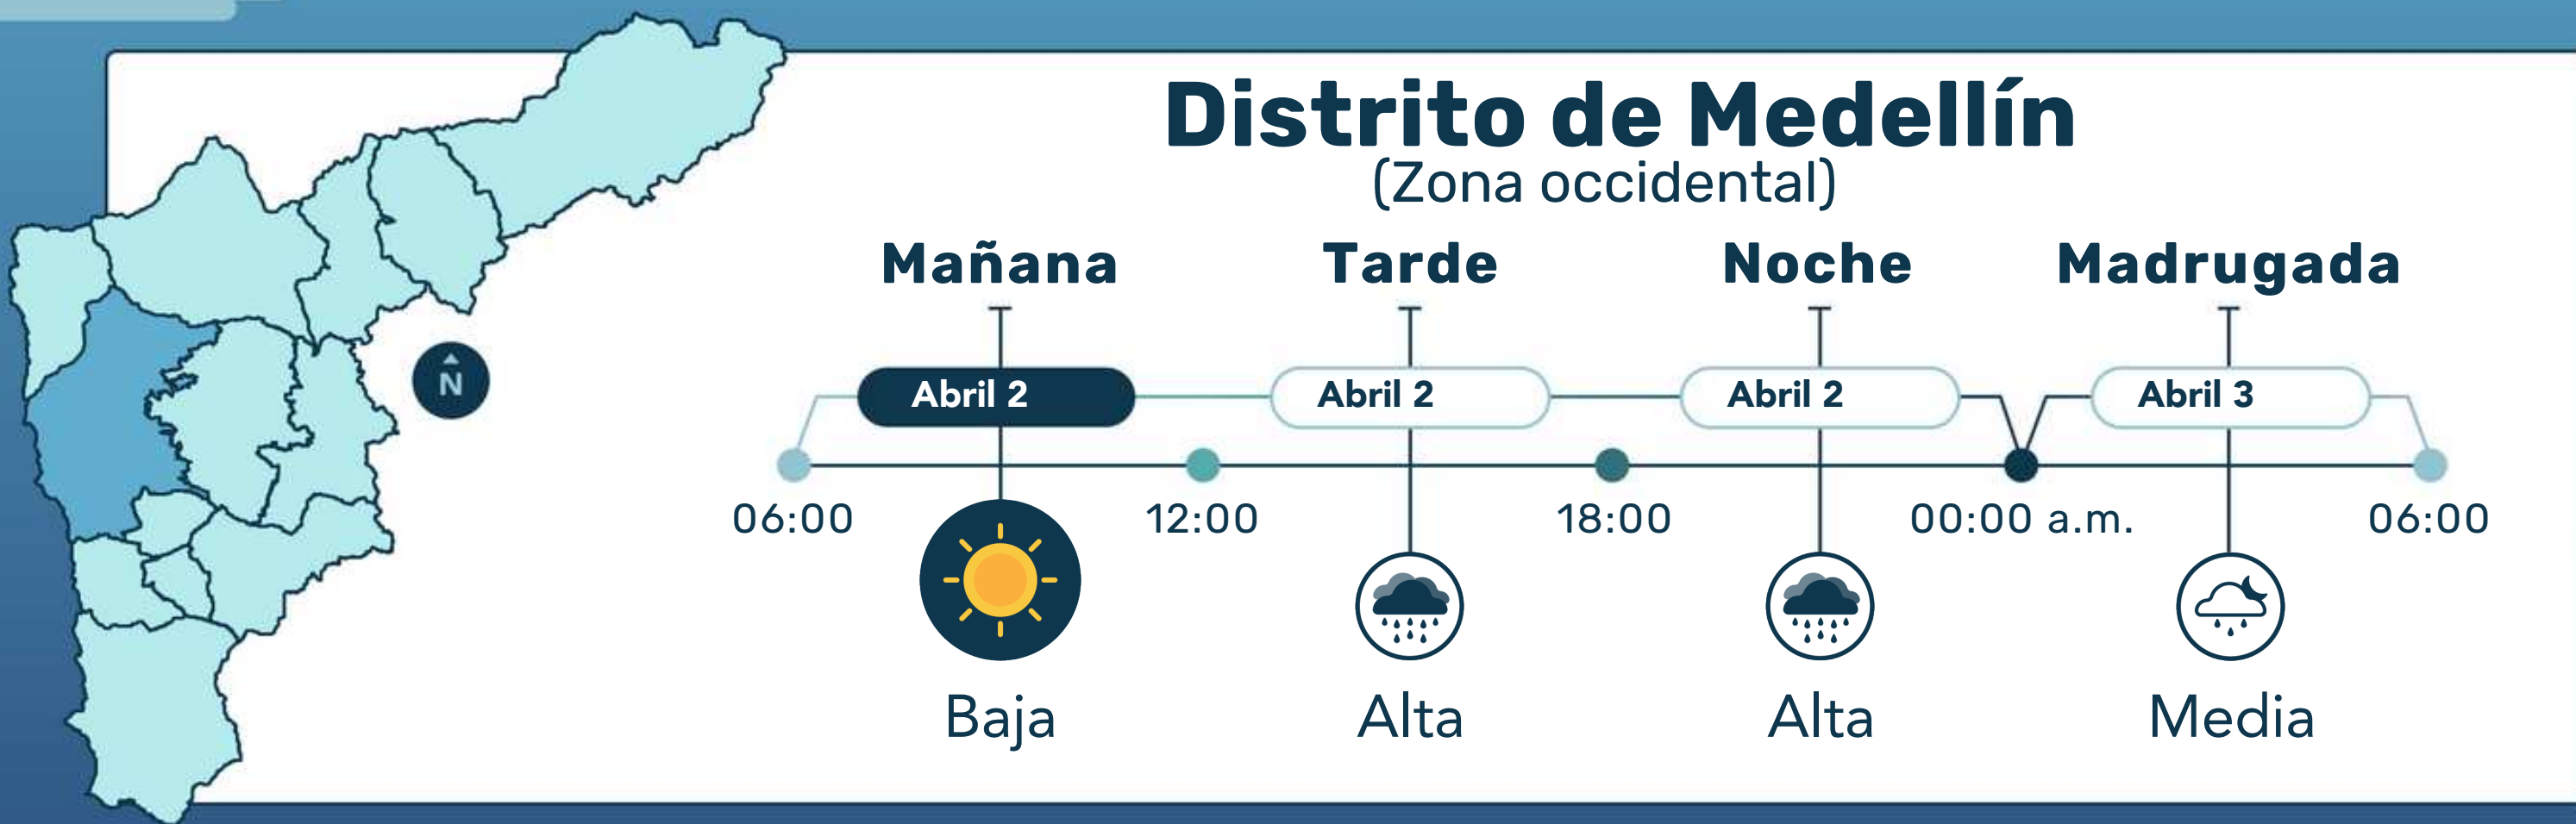 Distrito de Medellín
(Zona occidental)
Mañana Tarde Noche Madrugada
N
Abril 2 Abril 2 Abril 2 Abril 3
06:00 12:00 18:00 00:00 a.m. 06:00
Baja Alta Alta Media